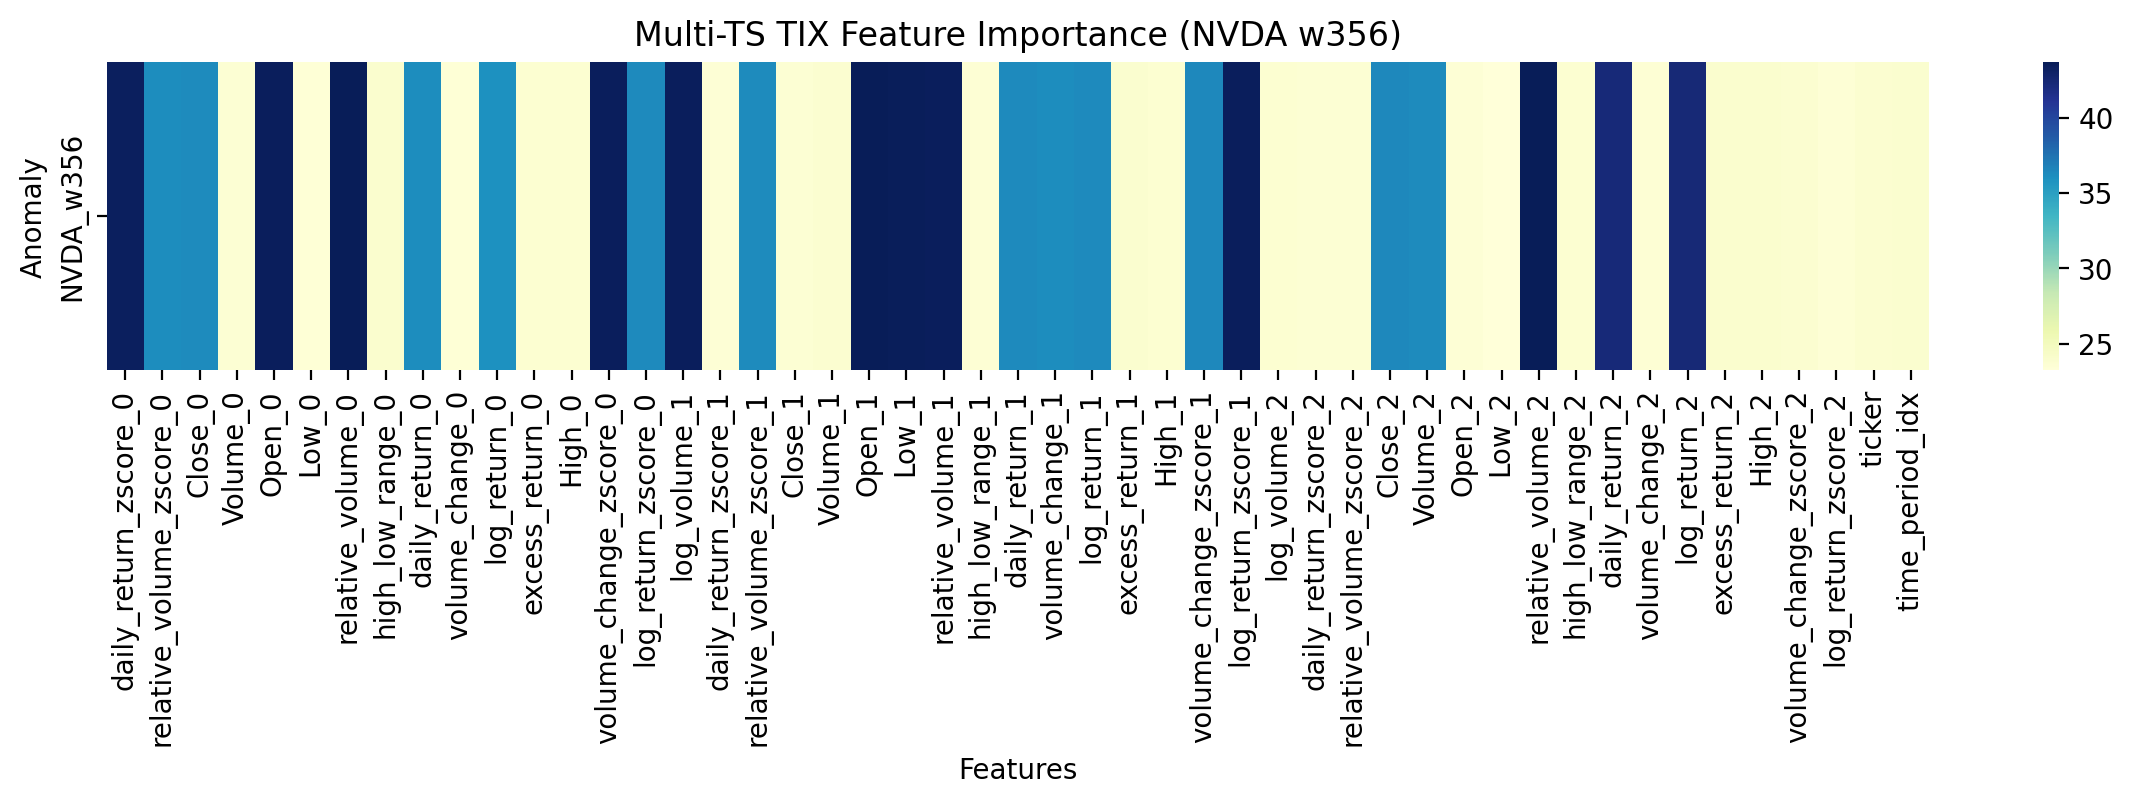 Multi-TS TIX Feature Importance (NVDA w356)
Anomaly
NVDA_w356
40
35
30
25
daily_return_zscore_0
relative_volume_zscore_0
Close_0
Volume_0
Open_0
Low_0
relative_volume_0
high_low_range_0
daily_return_0
volume_change_0
log_return_0
excess_return_0
High_0
volume_change_zscore_0
log_return_zscore_0
log_volume_1
daily_return_zscore_1
relative_volume_zscore_1
Close_1
Volume_1
Open_1
Low_1
relative_volume_1
high_low_range_1
daily_return_1
volume_change_1
log_return_1
excess_return_1
High_1
volume_change_zscore_1
log_return_zscore_1
log_volume_2
daily_return_zscore_2
relative_volume_zscore_2
Close_2
Volume_2
Open_2
Low_2
relative_volume_2
high_low_range_2
daily_return_2
volume_change_2
log_return_2
excess_return_2
High_2
volume_change_zscore_2
log_return_zscore_2
ticker
time_period_idx
Features